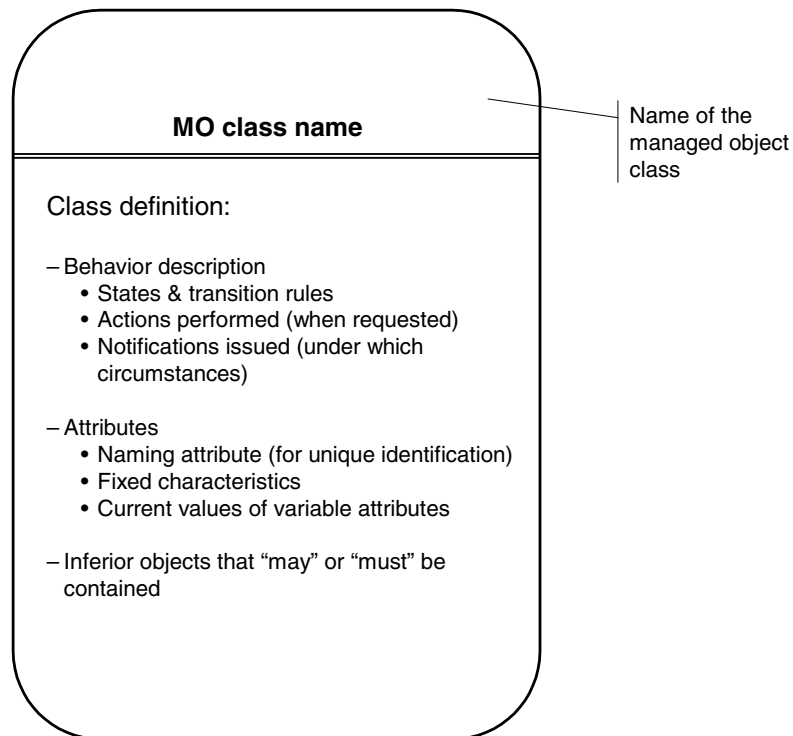 MO class name
Name of the
managed object
class
Class definition:
– Behavior description
• States & transition rules
• Actions performed (when requested)
• Notifications issued (under which
circumstances)
– Attributes
• Naming attribute (for unique identification)
• Fixed characteristics
• Current values of variable attributes
– Inferior objects that “may” or “must” be
contained